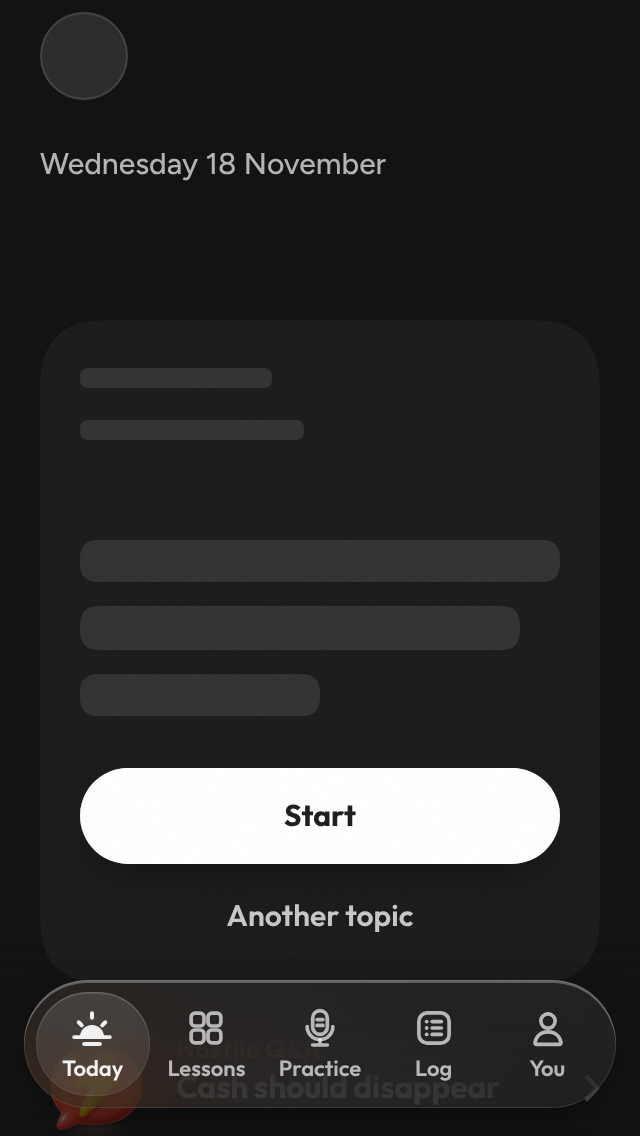 Wednesday 18 November
Start
Another topic
Hostile Q&A
Cash should disappear
Today
Lessons
Practice
Log
You